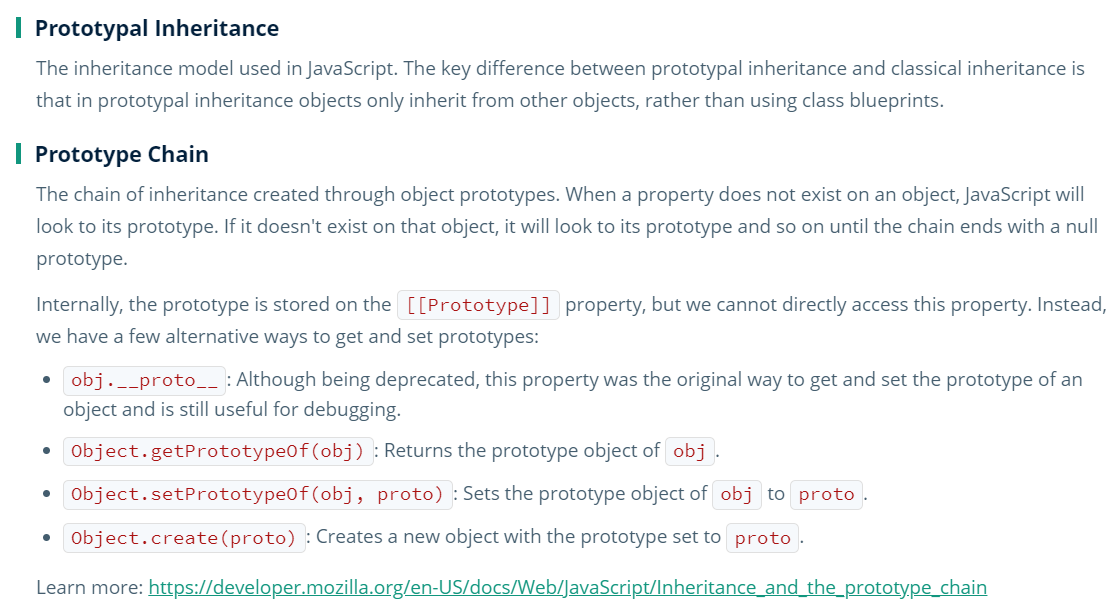 Prototypal Inheritance
The inheritance model used in JavaScript. The key difference between prototypal inheritance and classical inheritance is
that in prototypal inheritance objects only inherit from other objects, rather than using class blueprints.
Prototype Chain
The chain of inheritance created through object prototypes. When a property does not exist on an object, JavaScript will
look to its prototype. If it doesn't exist on that object, it will look to its prototype and so on until the chain ends with a null
prototype.
Internally, the prototype is stored on the [[Prototype]] property, but we cannot directly access this property. Instead,
we have a few alternative ways to get and set prototypes:
• obj.__proto__: Although being deprecated, this property was the original way to get and set the prototype of an
object and is still useful for debugging.
• Object.getPrototypeOf(obj): Returns the prototype object of obj.
• Object.setPrototypeOf(obj, proto): Sets the prototype object of obj to proto.
• Object.create(proto): Creates a new object with the prototype set to proto.
Learn more: https://developer.mozilla.org/en-US/docs/Web/JavaScript/Inheritance_and_the_prototype_chain